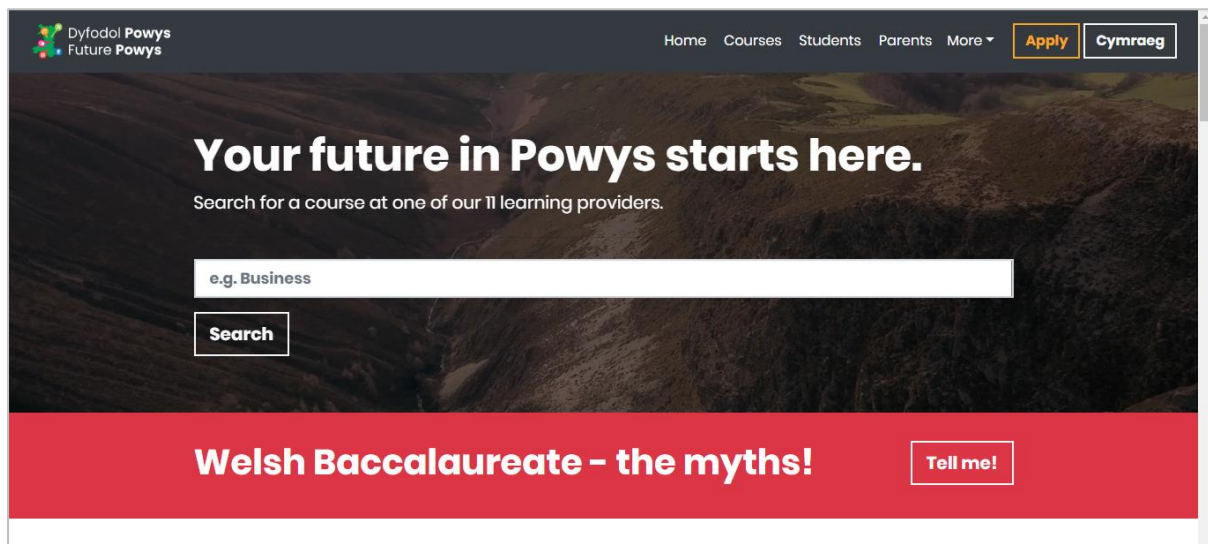 Dyfodol Powys
Future Powys
Home Courses Students Parents More Apply Cymraeg
Your future in Powys starts here.
Search for a course at one of our 11 learning providers.
e.g. Business
Search
Welsh Baccalaureate - the myths!
Tell me!